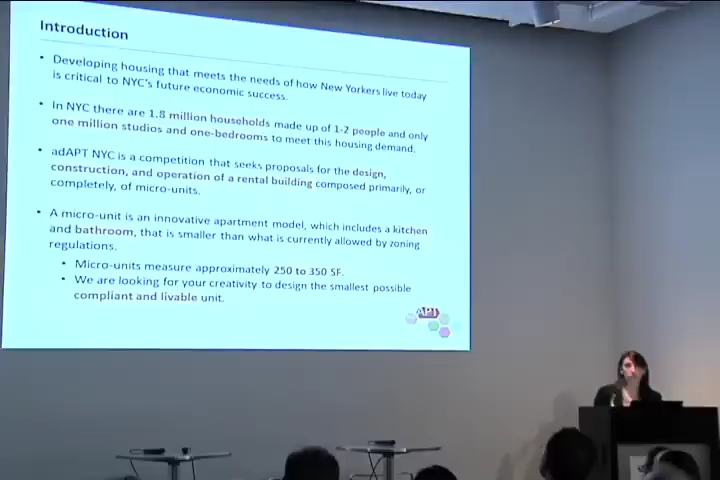 Introduction
• Developing housing that meets the needs of how New Yorkers live today
is critical to NYC's future economic success.
• In NYC there are 1.8 million households made up of 1-2 people and only
one million studios and one-bedrooms to meet this housing demand.
• adAPT NYC is a competition that seeks proposals for the design,
construction, and operation of a rental building composed primarily, or
completely, of micro-units.
• A micro-unit is an innovative apartment model, which includes a kitchen
and bathroom, that is smaller than what is currently allowed by zoning
regulations.
• Micro-units measure approximately 250 to 350 SF.
• We are looking for your creativity to design the smallest possible
compliant and livable unit.
APT